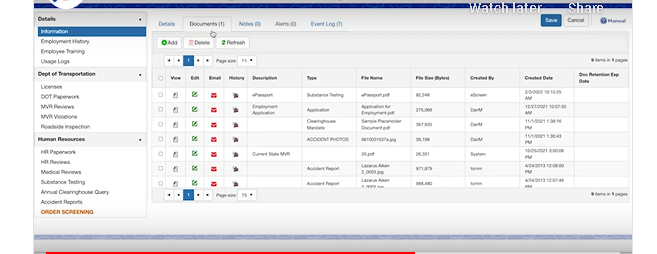 Watch later Share
Details
Information
Employment History
Employee Training
Usage Logs
Dept of Transportation
Licenses
DOT Paperwork
MVR Reviews
MVR Violations
Roadside Inspection
Human Resources
HR Paperwork
HR Reviews
Medical Reviews
Substance Testing
Annual Clearinghouse Query
Accident Reports
ORDER SCREENING
Details Documents (1) Notes (0) Alerts (0) Event Log (7) Save Cancel Manual
Add Delete Refresh
1 Page size: 15 9 items in 1 pages
View Edit Email History Description Type File Name File Size (Bytes) Created By Created Date Doc Retention Exp Date
ePassport Substance Testing ePassport.pdf 82,248 eScreen 2/3/2022 10:10:25 AM
Employment Application Application Application for Employment.pdf 275,066 DanM 12/27/2021 10:07:55 AM
Clearinghouse Mandate Sample Placeholder Document.pdf 367,935 DanM 11/1/2021 1:38:16 PM
ACCIDENT PHOTOS DanM 11/1/2021 1:35:43 PM
Current State MVR 20.pdf 28,331 System 10/25/2021 3:00:06 PM
Accident Report Lazarus Aiken 2_0003.jpg 971,879 tomm 4/24/2013 12:08:00 PM
Accident Report Lazarus Aiken 2_0002.jpg 988,480 tomm 4/24/2013 12:07:46 PM
1 Page size: 15 9 items in 1 pages